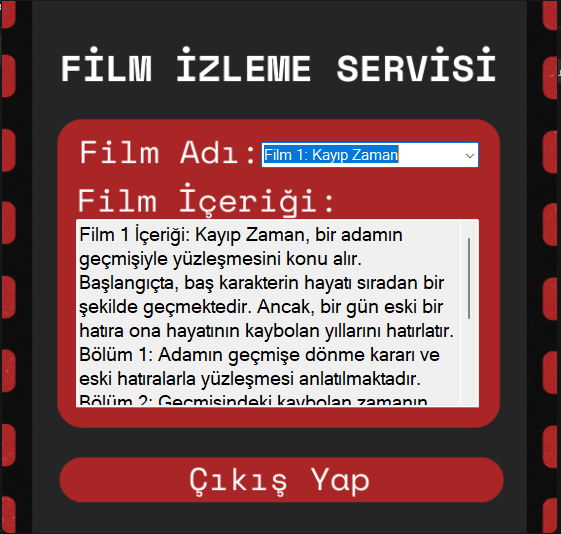 FİLM İZLEME SERVİSİ
Film Adı: Film 1: Kayıp Zaman
Film İçeriği:
Film 1 İçeriği: Kayıp Zaman, bir adamın
geçmişiyle yüzleşmesini konu alır.
Başlangıçta, baş karakterin hayatı sıradan bir
şekilde geçmektedir. Ancak, bir gün eski bir
hatıra ona hayatının kaybolan yıllarını hatırlatır.
Bölüm 1: Adamın geçmişe dönme kararı ve
eski hatıralarla yüzleşmesi anlatılmaktadır.
Bölüm 2: Geçmişindeki kaybolan zamanın
Çıkış Yap